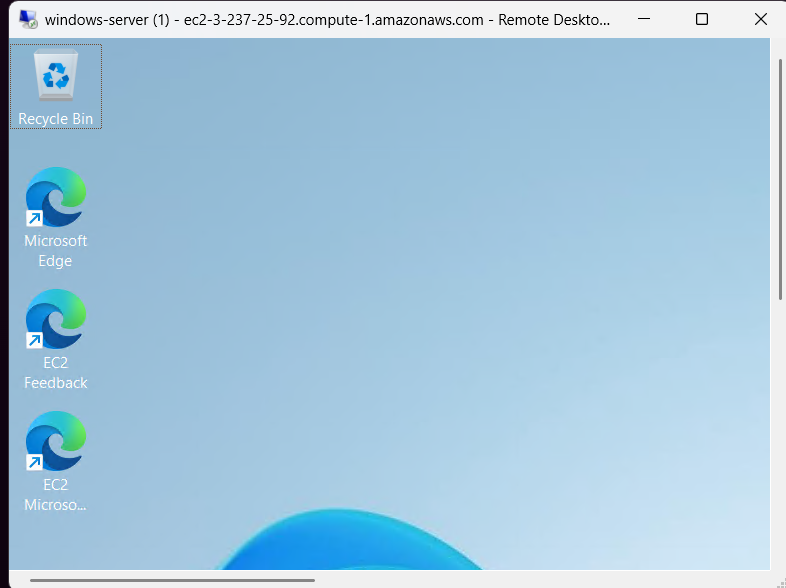 windows-server (1) - ec2-3-237-25-92.compute-1.amazonaws.com - Remote Deskto...
Recycle Bin
Microsoft
Edge
EC2
Feedback
EC2
Microso...